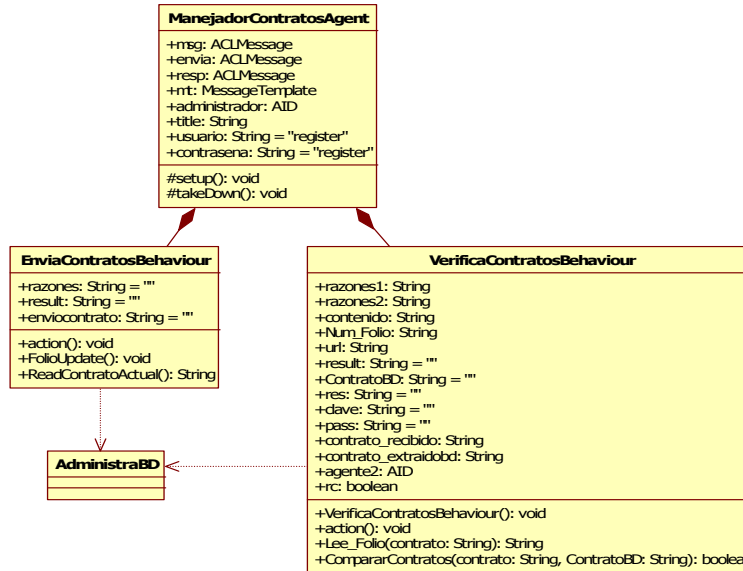 ManejadorContratosAgent
+msg: ACLMessage
+envia: ACLMessage
+resp: ACLMessage
+mt: MessageTemplate
+administrador: AID
+title: String
+usuario: String = "register"
+contrasena: String = "register"
#setup(): void
#takeDown(): void
EnviaContratosBehaviour
+razones: String = ""
+result: String = ""
+enviocontrato: String = ""
+action(): void
+FolioUpdate(): void
+ReadContratoActual(): String
VerificaContratosBehaviour
+razones1: String
+razones2: String
+contenido: String
+Num_Folio: String
+url: String
+result: String = ""
+ContratoBD: String = ""
+res: String = ""
+clave: String = ""
+pass: String = ""
+contrato_recibido: String
+contrato_extraidobd: String
+agente2: AID
+rc: boolean
+VerificaContratosBehaviour(): void
+action(): void
+Lee_Folio(contrato: String): String
+CompararContratos(contrato: String, ContratoBD: String): boolea
AdministraBD